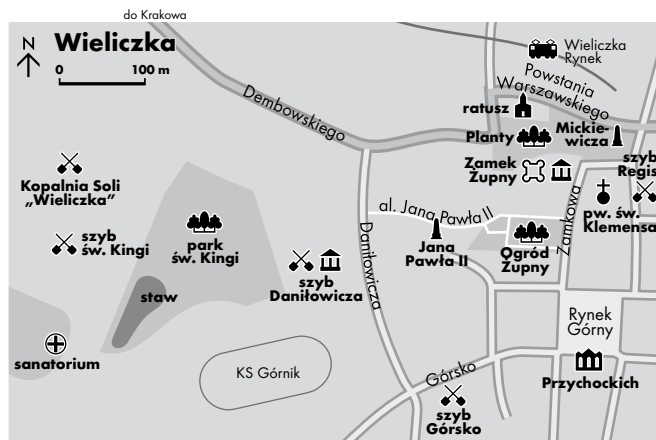 do Krakowa
N
Wieliczka
0 100 m
Wieliczka
Rynek
Powstania
Warszawskiego
Dembowskiego
ratusz
Planty
Mickie-
wicza
Zamek
Żupny
szyb
Regis
Kopalnia Soli
„Wieliczka”
pw. św.
Klemensa
al. Jana Pawła II
Zamkowa
szyb
św. Kingi
park
św. Kingi
Jana
Pawła II
Ogród
Żupny
Daniłowicza
szyb
Daniłowicza
staw
Rynek
Górny
sanatorium
KS Górnik
Górsko
Przychockich
szyb
Górsko